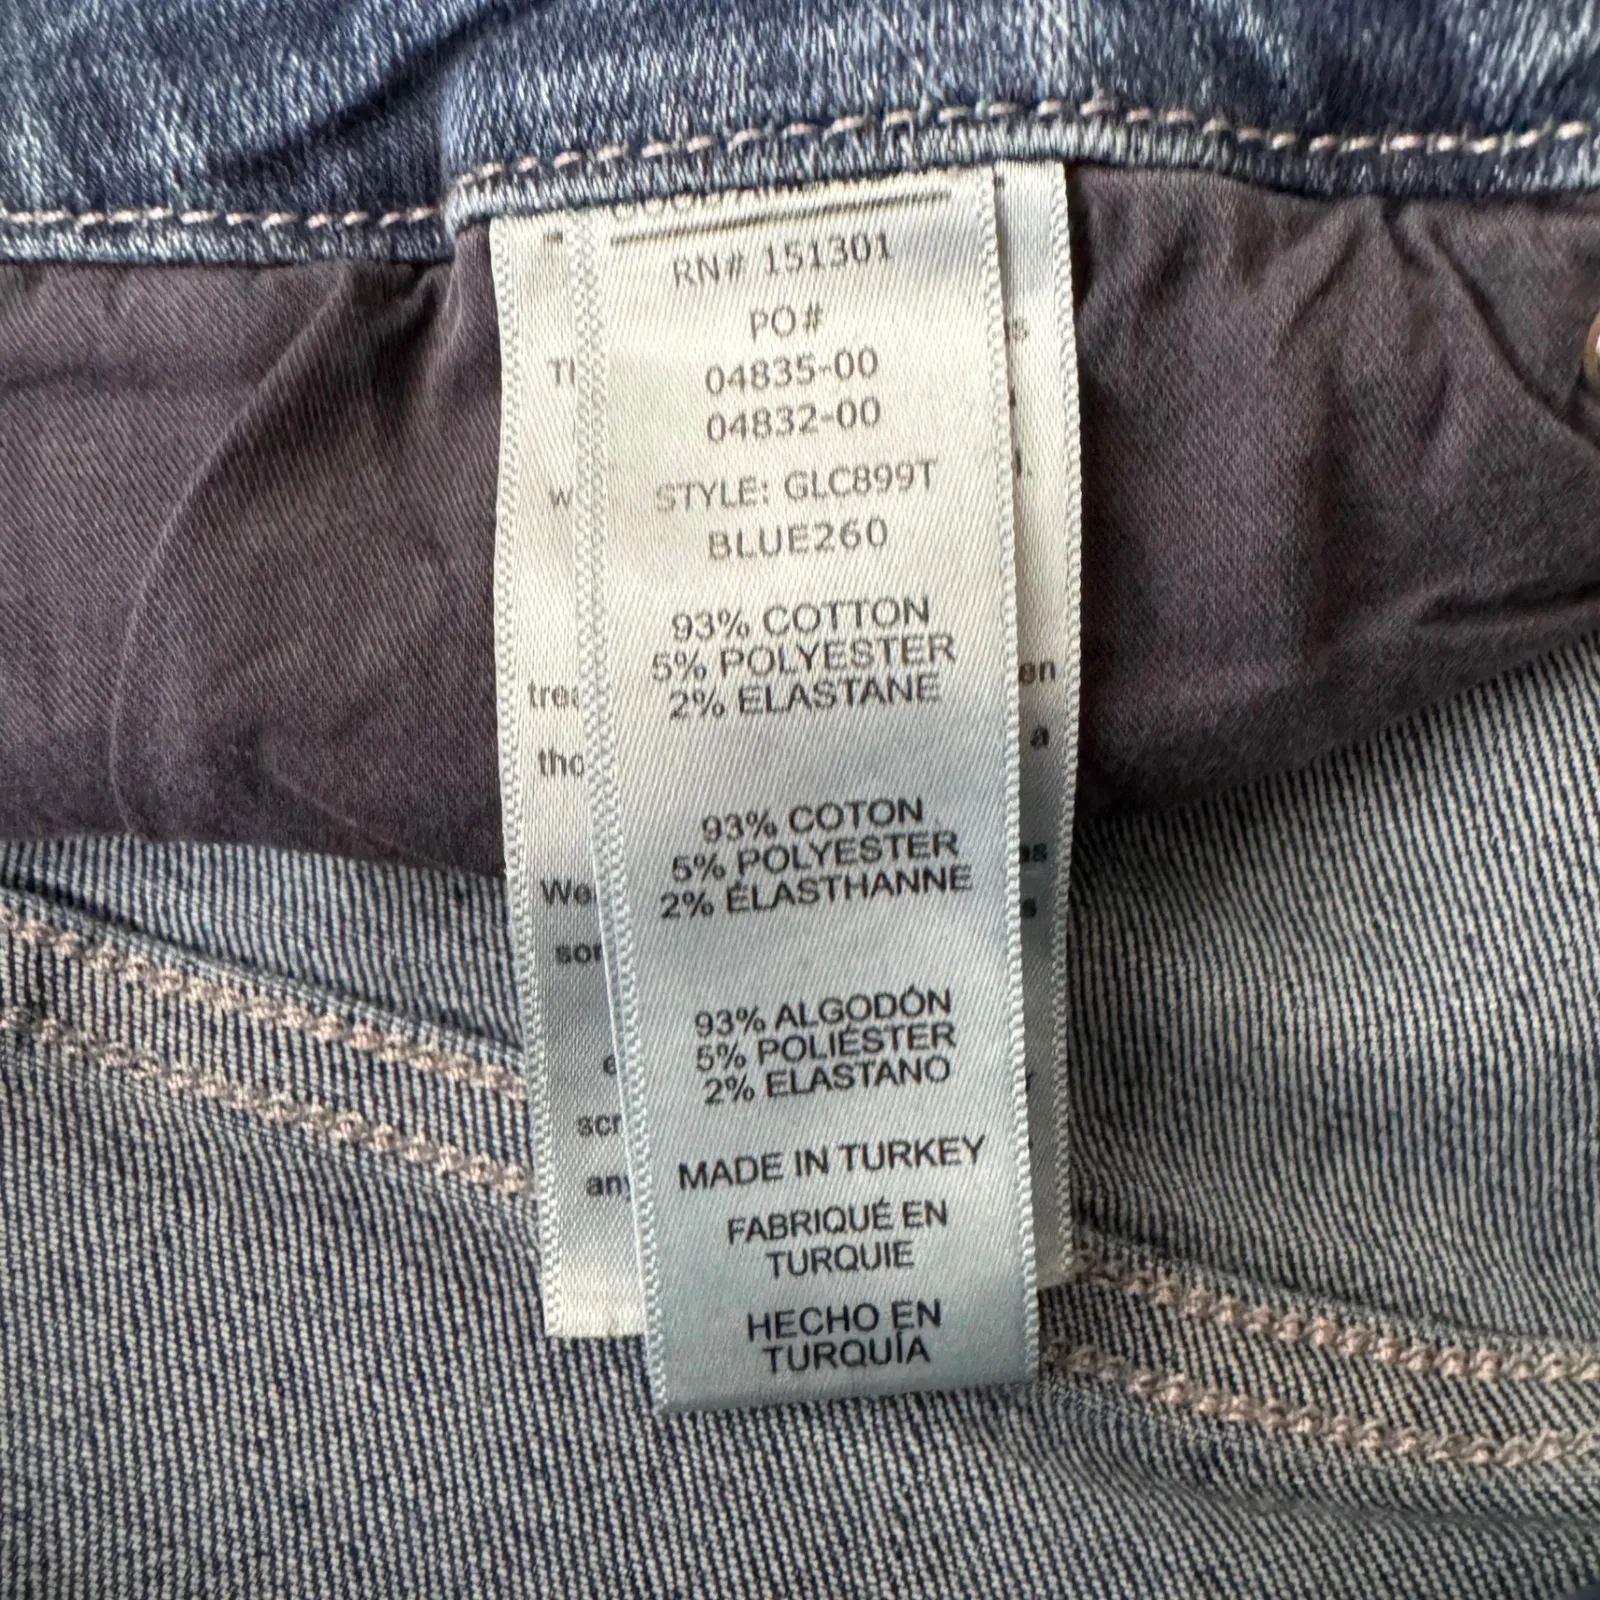 RN# 151301
PO#
04835-00
04832-00
STYLE: GLC899T
BLUE260
93% COTTON
5% POLYESTER
2% ELASTANE
93% COTON
5% POLYESTER
2% ÉLASTHANNE
93% ALGODÓN
5% POLIÉSTER
2% ELASTANO
MADE IN TURKEY
FABRIQUÉ EN
TURQUIE
HECHO EN
TURQUÍA